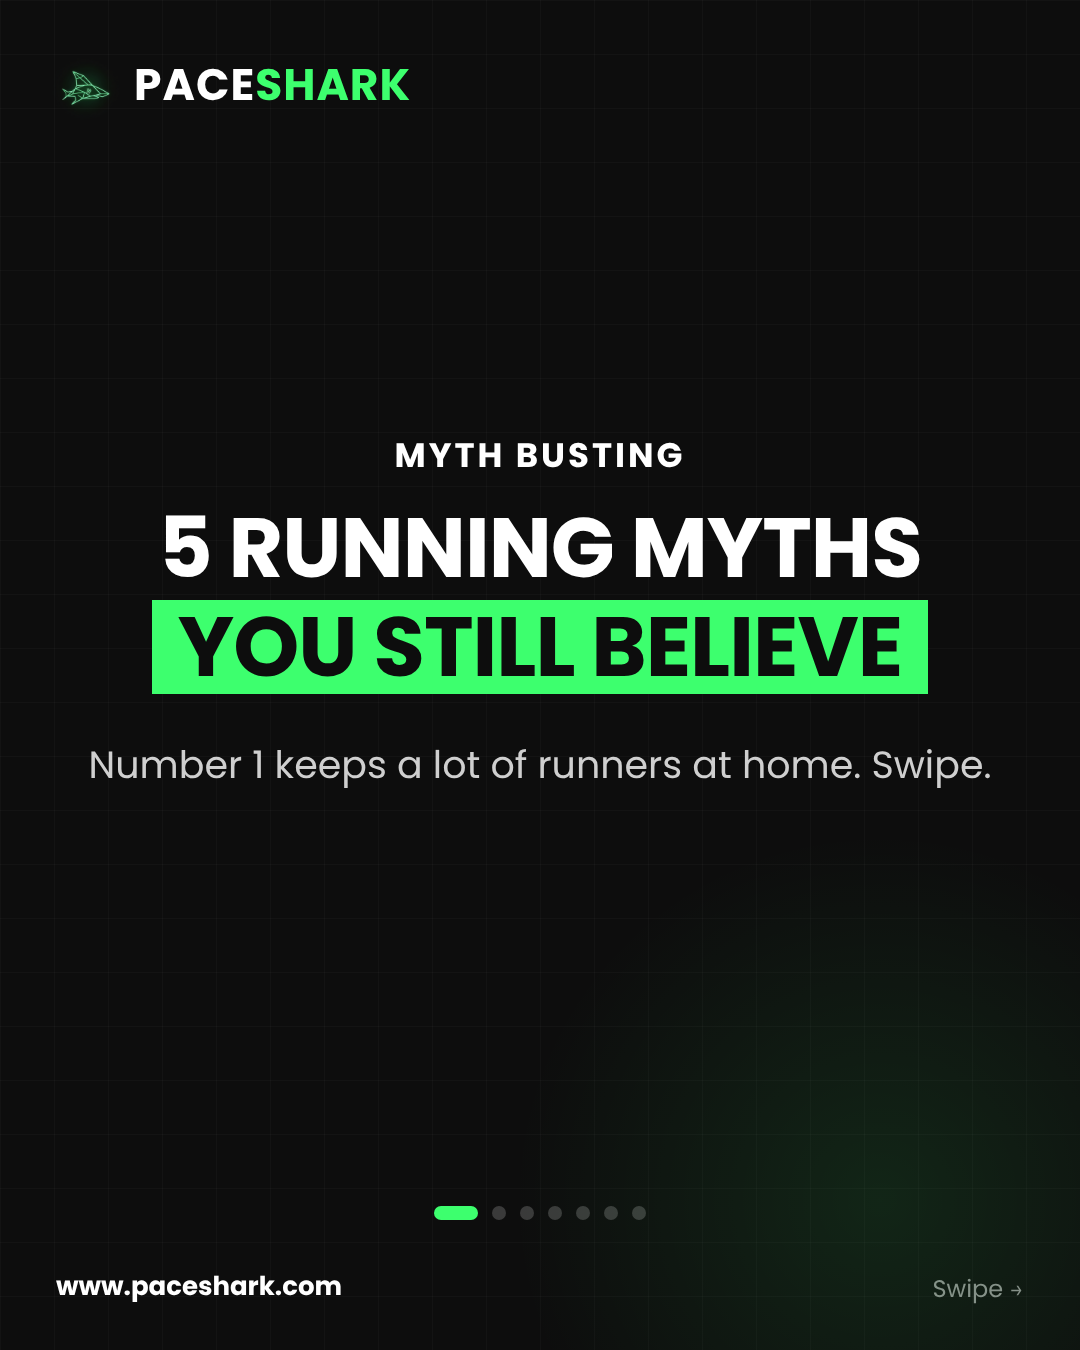 PACESHARK
MYTH BUSTING
5 RUNNING MYTHS
YOU STILL BELIEVE
Number 1 keeps a lot of runners at home. Swipe.
www.paceshark.com
Swipe →